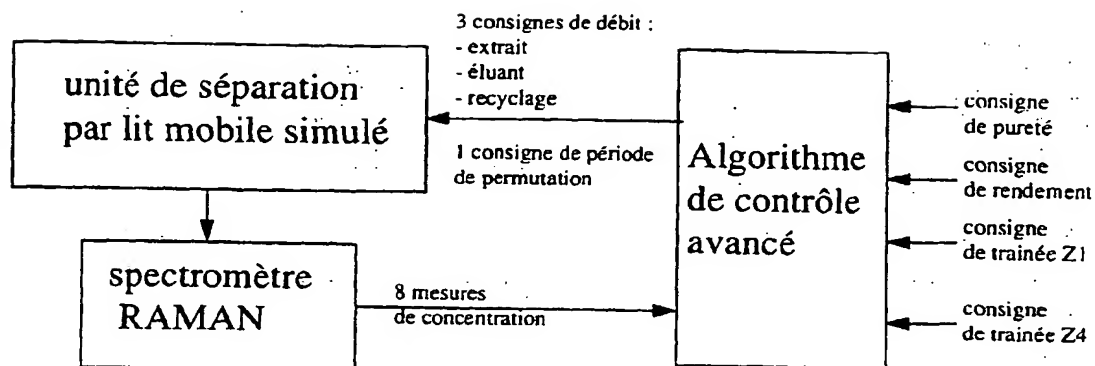 3 consignes de débit :
- extrait
- éluant
- recyclage
unité de séparation
par lit mobile simulé
1 consigne de période
de permutation
Algorithme
de contrôle
avancé
consigne
de pureté
consigne
de rendement
consigne
de trainée Z1
consigne
de trainée Z4
spectromètre
RAMAN
8 mesures
de concentration